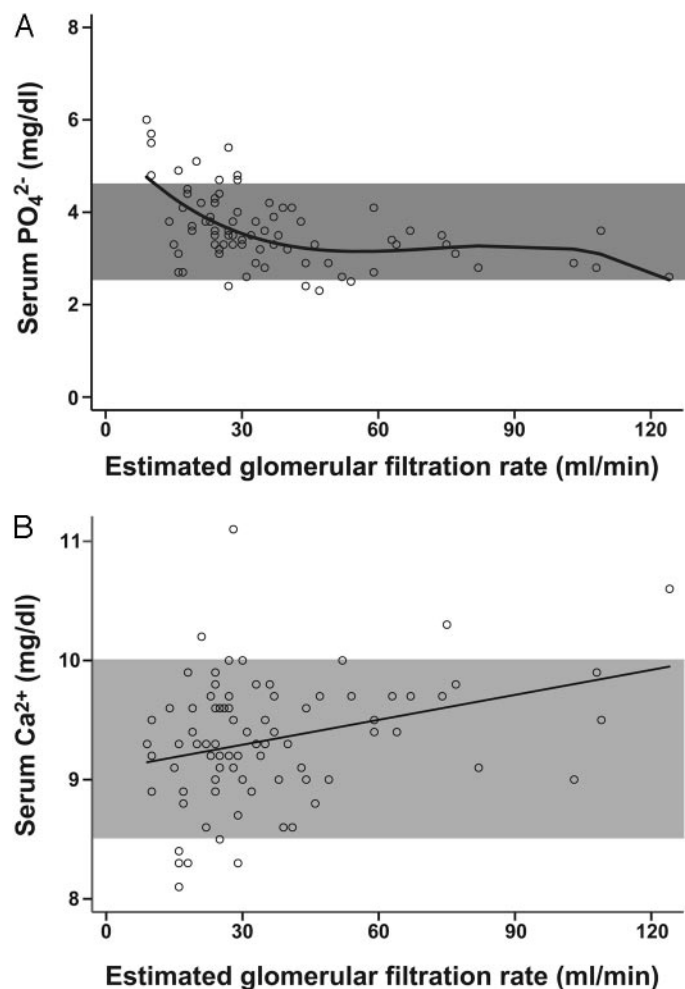 A
Serum PO₄²⁻ (mg/dl)
8
6
4
2
0
0 30 60 90 120
Estimated glomerular filtration rate (ml/min)
B
Serum Ca²⁺ (mg/dl)
11
10
9
8
0 30 60 90 120
Estimated glomerular filtration rate (ml/min)